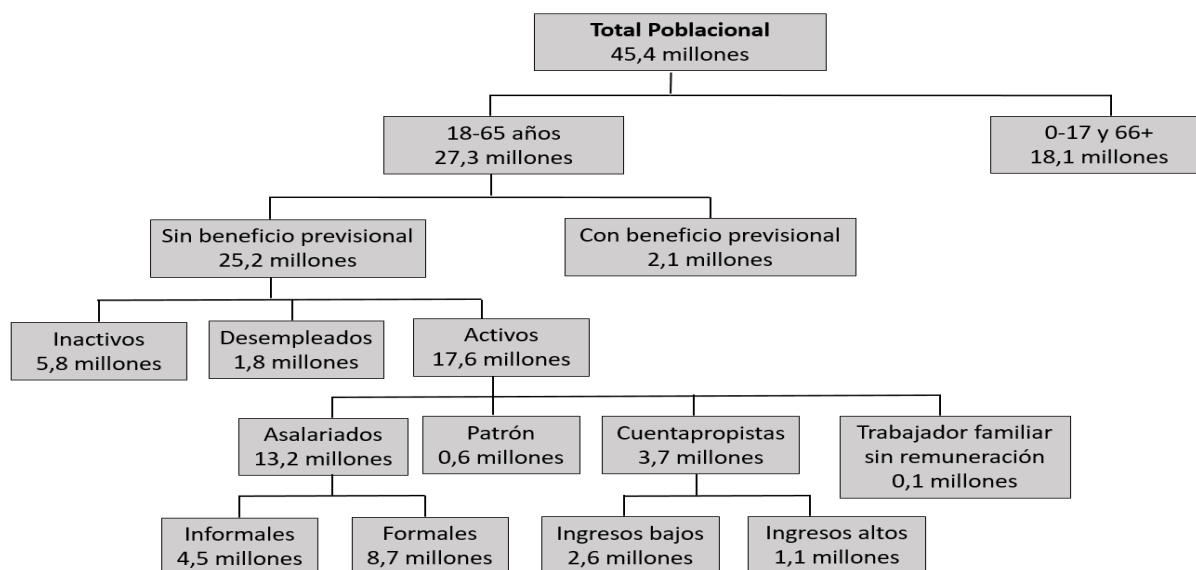 Total Poblacional
45,4 millones
18-65 años
27,3 millones
0-17 y 66+
18,1 millones
Sin beneficio previsional
25,2 millones
Con beneficio previsional
2,1 millones
Inactivos
5,8 millones
Desempleados
1,8 millones
Activos
17,6 millones
Asalariados
13,2 millones
Patrón
0,6 millones
Cuentapropistas
3,7 millones
Trabajador familiar
sin remuneración
0,1 millones
Informales
4,5 millones
Formales
8,7 millones
Ingresos bajos
2,6 millones
Ingresos altos
1,1 millones